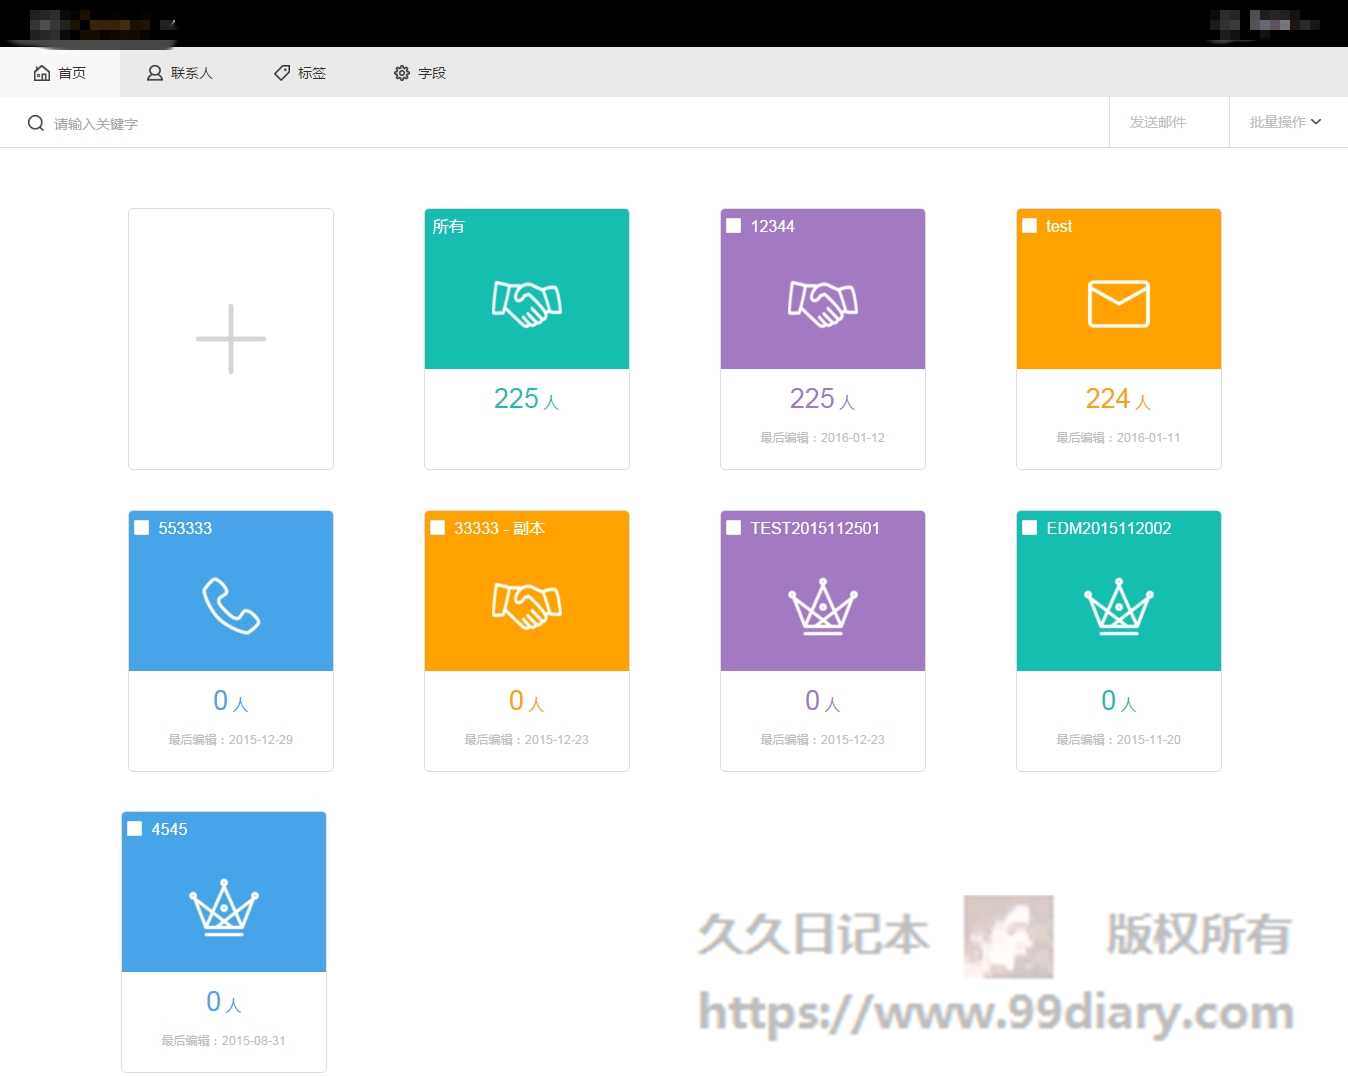 首页
联系人
标签
字段
请输入关键字
发送邮件
批量操作
所有
12344
test
225 人
225 人
224 人
最后编辑：2016-01-12
最后编辑：2016-01-11
553333
33333 - 副本
TEST2015112501
EDM2015112002
0 人
0 人
0 人
0 人
最后编辑：2015-12-29
最后编辑：2015-12-23
最后编辑：2015-12-23
最后编辑：2015-11-20
4545
0 人
最后编辑：2015-08-31
久久日记本 版权所有
https://www.99diary.com